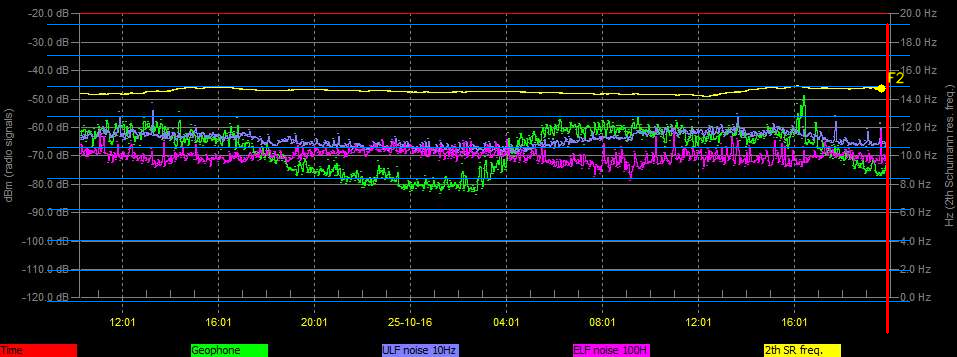 -20.0 dB 20.0 Hz
-30.0 dB 18.0 Hz
-40.0 dB 16.0 Hz
F2
-50.0 dB 14.0 Hz
-60.0 dB 12.0 Hz
-70.0 dB 10.0 Hz
-80.0 dB 8.0 Hz
-90.0 dB 6.0 Hz
-100.0 dB 4.0 Hz
-110.0 dB 2.0 Hz
-120.0 dB 0.0 Hz
dBm (radio signals)
Hz (2th Schumann res. freq.)
12:01 16:01 20:01 25-10-16 04:01 08:01 12:01 16:01
Time Geophone ULF noise 10Hz ELF noise 100H 2th SR freq.